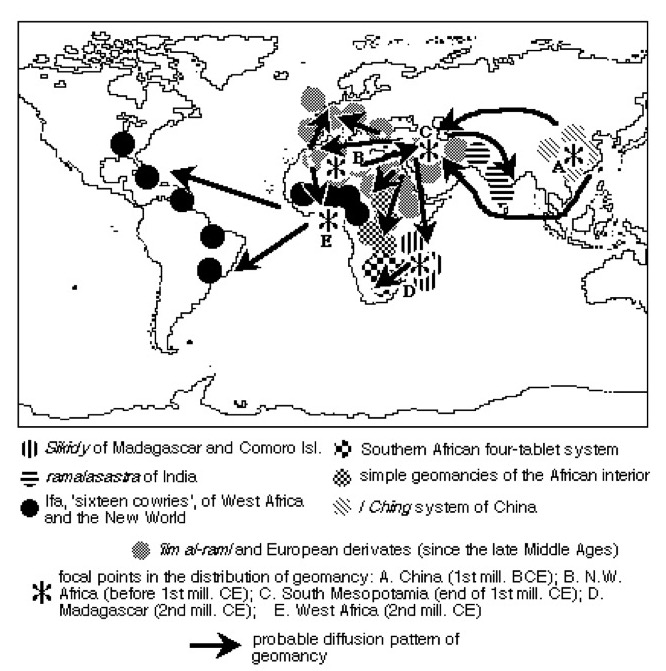 C
B
A
E
D
Sikidy of Madagascar and Comoro Isl.
Southern African four-tablet system
ramalasastra of India
simple geomancies of the African interior
Ifa, 'sixteen cowries', of West Africa
and the New World
I Ching system of China
'ilm al-raml and European derivates (since the late Middle Ages)
focal points in the distribution of geomancy: A. China (1st mill. BCE); B. N.W.
Africa (before 1st mill. CE); C. South Mesopotamia (end of 1st mill. CE); D.
Madagascar (2nd mill. CE); E. West Africa (2nd mill. CE)
probable diffusion pattern of
geomancy